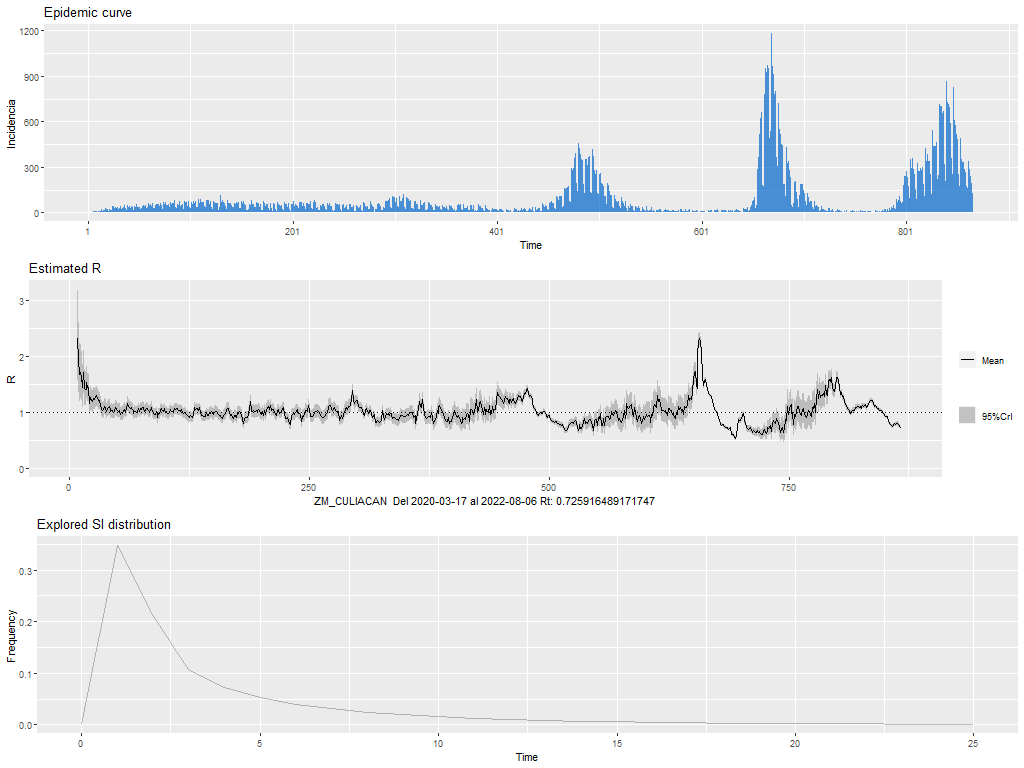 Epidemic curve
1200
900
600
300
0
Incidencia
1
201
401
601
801
Time
Estimated R
3
2
1
0
R
0
250
500
750
Mean
95%CrI
ZM_CULIACAN Del 2020-03-17 al 2022-08-06 Rt: 0.725916489171747
Explored SI distribution
0.3
0.2
0.1
0.0
Frequency
0
5
10
15
20
25
Time